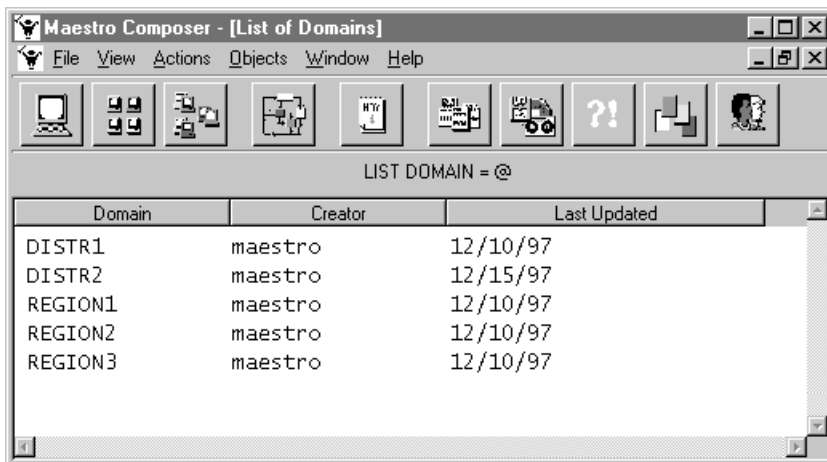 Maestro Composer - [List of Domains]
File View Actions Objects Window Help
?!
LIST DOMAIN = @
Domain Creator Last Updated
DISTR1 maestro 12/10/97
DISTR2 maestro 12/15/97
REGION1 maestro 12/10/97
REGION2 maestro 12/10/97
REGION3 maestro 12/10/97